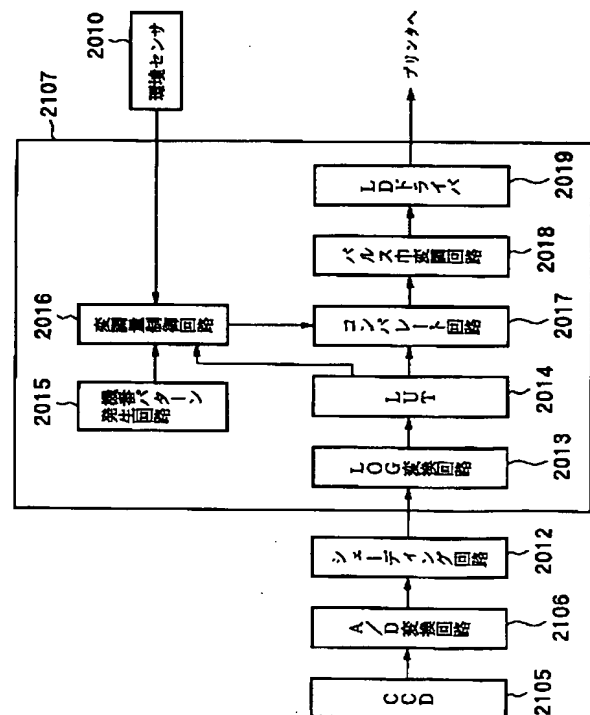 2107
2010
環境センサ
2016
変調量制御回路
2015
機番パターン
発生回路
プリンタへ
CCD
2105
A/D変換回路
2106
シェーディング回路
2012
LOG変換回路
2013
LUT
2014
コンパレート回路
2017
パルス巾変調回路
2018
LDドライバ
2019